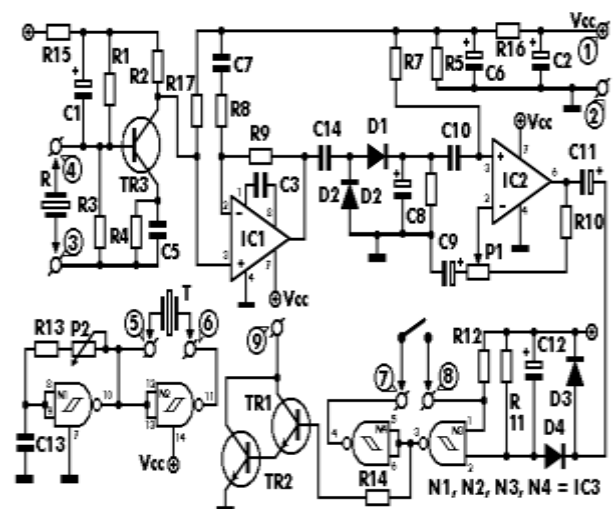 Vcc
1
R15
R1
R2
R17
C7
R7
R5
R16
C6
C2
2
C1
R8
R9
C14
D1
C10
Vcc
C11
4
R
TR3
C3
D2
D2
C8
IC2
3
7
6
2
4
3
R3
R4
C5
IC1
1
8
2
3
4
7
Vcc
C9
P1
R10
R13
P2
5
T
6
9
7
8
R12
C12
D3
N1
8
9
10
7
N2
12
13
11
14
Vcc
C13
TR1
TR2
N4
4
5
6
N3
3
1
2
R
11
D4
R14
N1, N2, N3, N4 = IC3